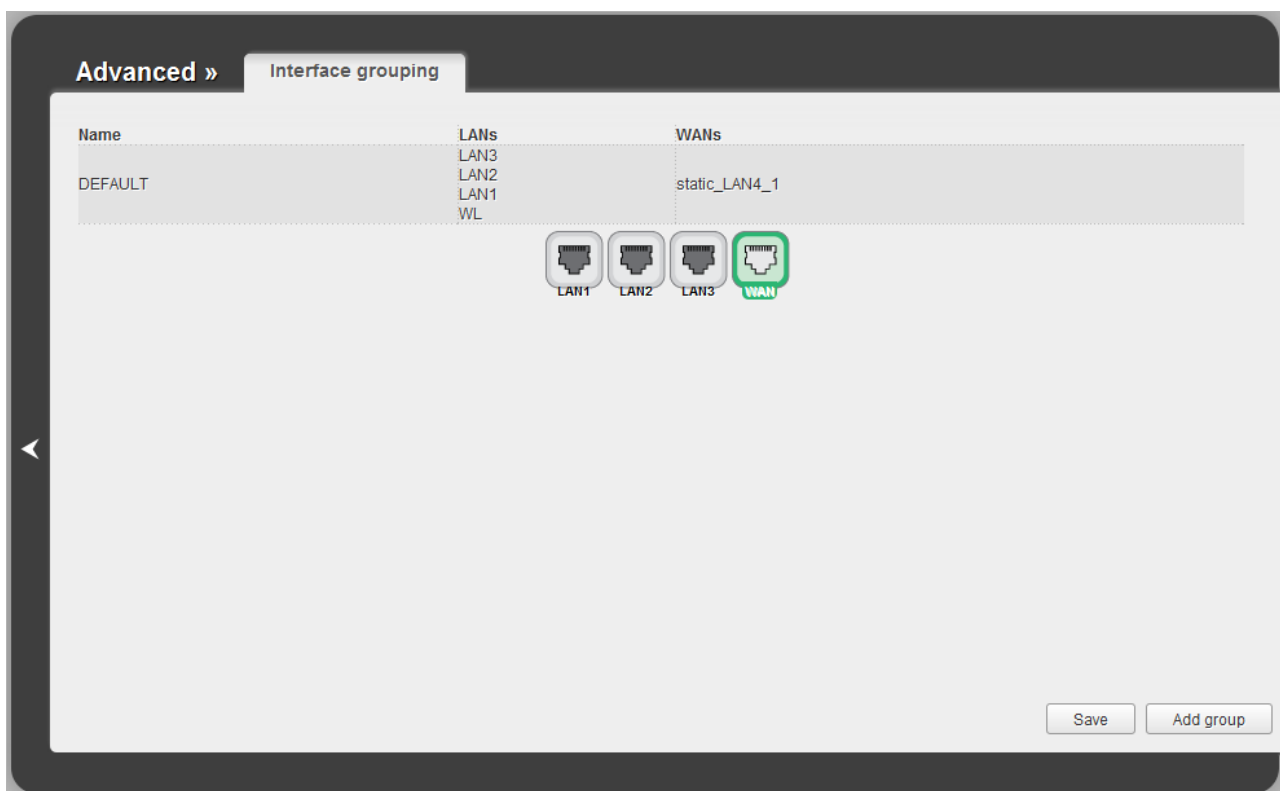 Advanced » Interface grouping
Name LANs WANs
LAN3
LAN2
DEFAULT static_LAN4_1
LAN1
WL
LAN1 LAN2 LAN3 WAN
Save Add group